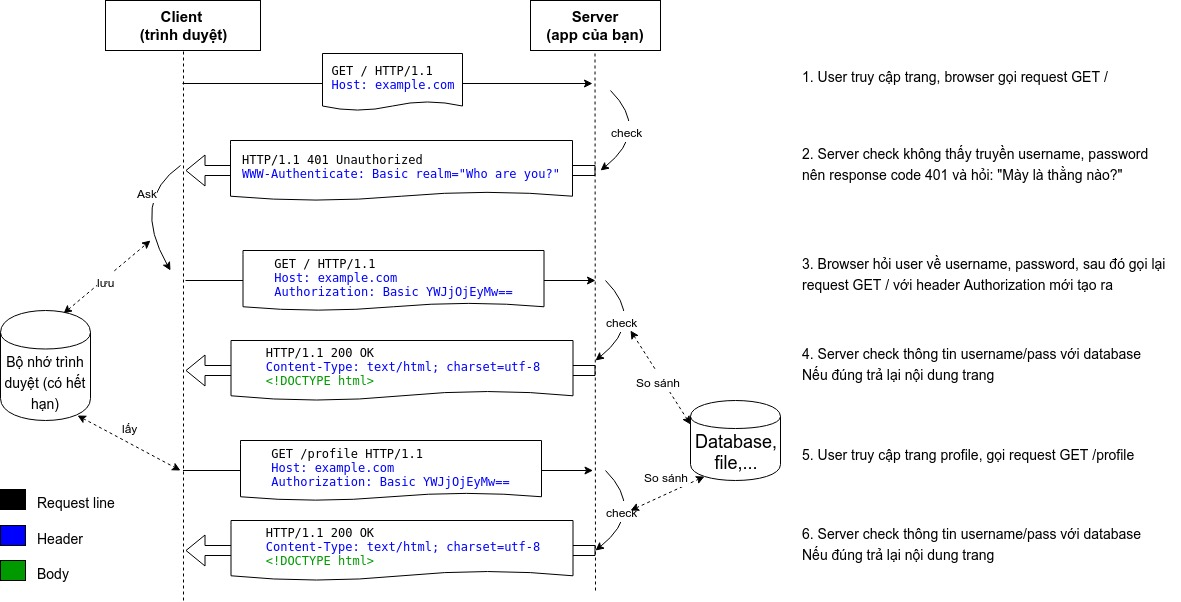 Client
(trình duyệt)
Server
(app của bạn)
GET / HTTP/1.1
Host: example.com
1. User truy cập trang, browser gọi request GET /
check
HTTP/1.1 401 Unauthorized
WWW-Authenticate: Basic realm="Who are you?"
2. Server check không thấy truyền username, password
nên response code 401 và hỏi: "Mày là thằng nào?"
Ask
GET / HTTP/1.1
Host: example.com
Authorization: Basic YWJjOjEyMw==
3. Browser hỏi user về username, password, sau đó gọi lại
request GET / với header Authorization mới tạo ra
lưu
check
HTTP/1.1 200 OK
Content-Type: text/html; charset=utf-8
<!DOCTYPE html>
4. Server check thông tin username/pass với database
Nếu đúng trả lại nội dung trang
Bộ nhớ trình
duyệt (có hết
hạn)
So sánh
lấy
Database,
file,...
GET /profile HTTP/1.1
Host: example.com
Authorization: Basic YWJjOjEyMw==
5. User truy cập trang profile, gọi request GET /profile
So sánh
check
HTTP/1.1 200 OK
Content-Type: text/html; charset=utf-8
<!DOCTYPE html>
6. Server check thông tin username/pass với database
Nếu đúng trả lại nội dung trang
Request line
Header
Body